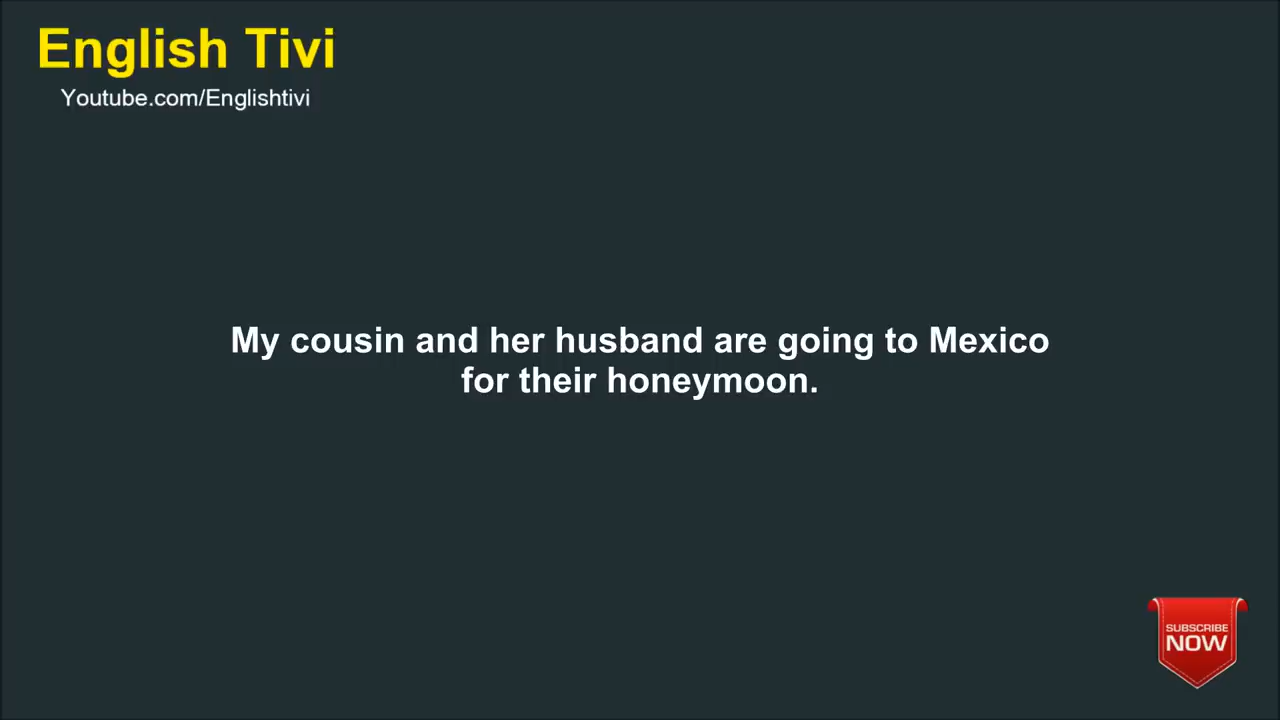 English Tivi
Youtube.com/Englishtivi
My cousin and her husband are going to Mexico
for their honeymoon.
SUBSCRIBE
NOW